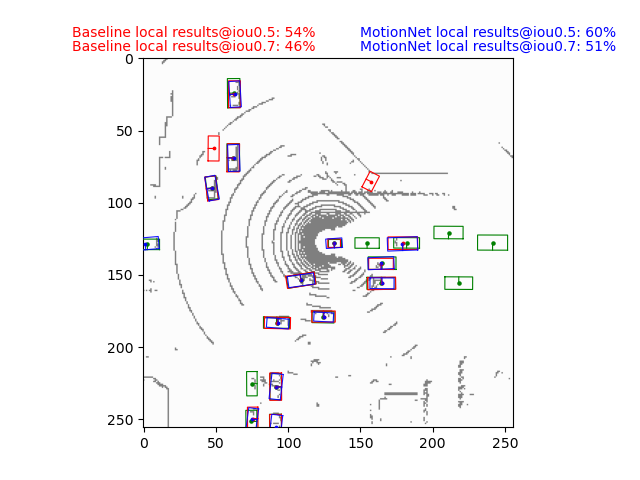 Baseline local results@iou0.5: 54%
MotionNet local results@iou0.5: 60%
Baseline local results@iou0.7: 46%
MotionNet local results@iou0.7: 51%
0
50
100
150
200
250
0 50 100 150 200 250